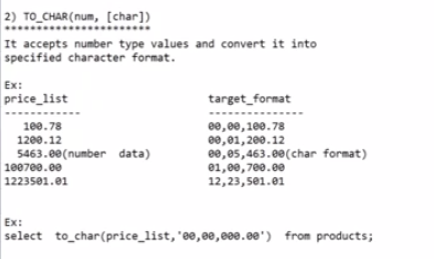 2) TO_CHAR(num, [char])
***********************
It accepts number type values and convert it into
specified character format.
Ex:
price_list target_format
------------ ---------------
100.78 00,00,100.78
1200.12 00,01,200.12
5463.00(number data) 00,05,463.00(char format)
100700.00 01,00,700.00
1223501.01 12,23,501.01
Ex:
select to_char(price_list,'00,00,000.00') from products;